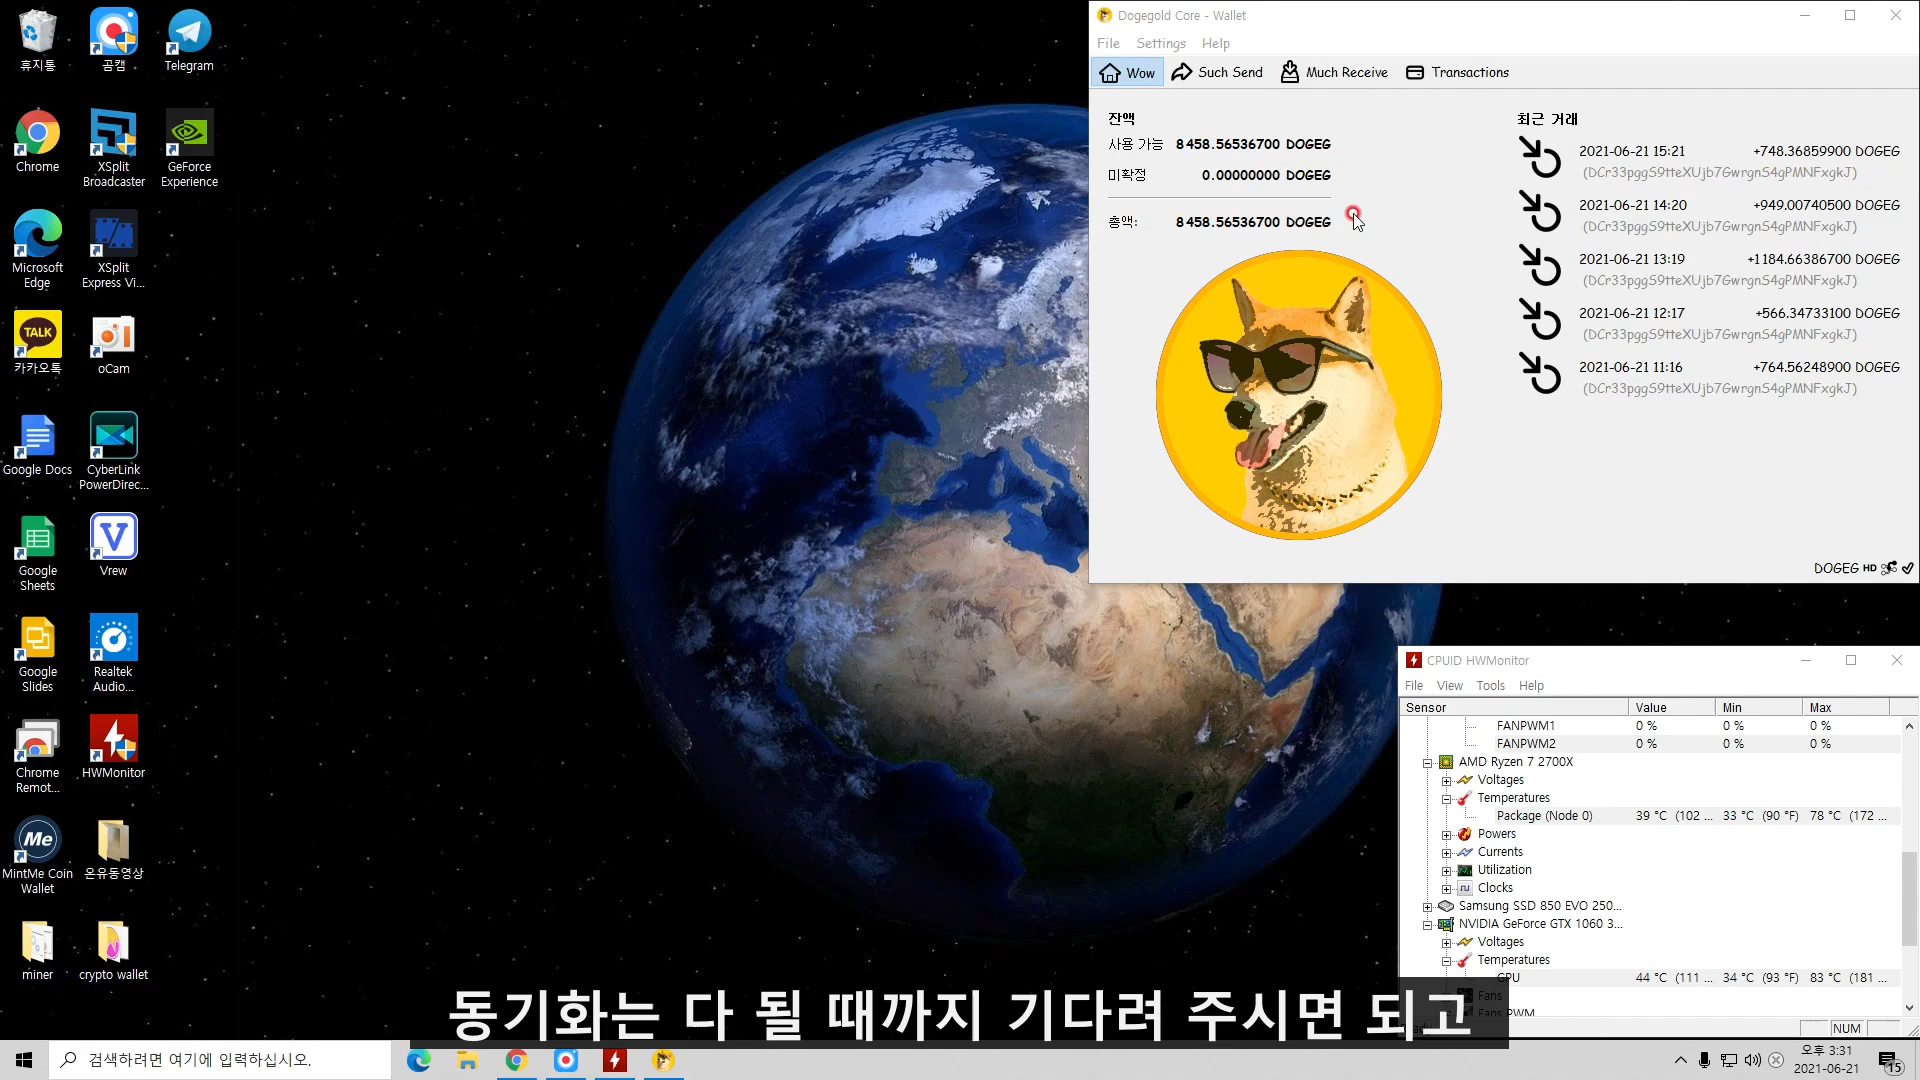 휴지통
곰캠
Telegram
Chrome
XSplit
Broadcaster
GeForce
Experience
Microsoft
Edge
XSplit
Express Vi...
TALK
카카오톡
oCam
Google Docs
CyberLink
PowerDirec...
Google
Sheets
Vrew
Google
Slides
Realtek
Audio...
Chrome
Remot...
HWMonitor
Me
MintMe Coin
Wallet
온유동영상
miner
crypto wallet
Dogegold Core - Wallet
File Settings Help
Wow Such Send Much Receive Transactions
잔액
사용 가능 8 458.56536700 DOGEG
미확정 0.00000000 DOGEG
총액: 8 458.56536700 DOGEG
최근 거래
2021-06-21 15:21 +748.36859900 DOGEG
(DCr33pggS9tteXUjb7GwrgnS4gPMNFxgkJ)
2021-06-21 14:20 +949.00740500 DOGEG
(DCr33pggS9tteXUjb7GwrgnS4gPMNFxgkJ)
2021-06-21 13:19 +1184.66386700 DOGEG
(DCr33pggS9tteXUjb7GwrgnS4gPMNFxgkJ)
2021-06-21 12:17 +566.34733100 DOGEG
(DCr33pggS9tteXUjb7GwrgnS4gPMNFxgkJ)
2021-06-21 11:16 +764.56248900 DOGEG
(DCr33pggS9tteXUjb7GwrgnS4gPMNFxgkJ)
DOGEG HD
CPUID HWMonitor
File View Tools Help
Sensor Value Min Max
FANPWM1 0 % 0 % 0 %
FANPWM2 0 % 0 % 0 %
AMD Ryzen 7 2700X
Voltages
Temperatures
Package (Node 0) 39 °C (102 ... 33 °C (90 °F) 78 °C (172 ...
Powers
Currents
Utilization
Clocks
Samsung SSD 850 EVO 250...
NVIDIA GeForce GTX 1060 3...
Voltages
Temperatures
GPU 44 °C (111 ... 34 °C (93 °F) 83 °C (181 ...
Fans
NUM
동기화는 다 될 때까지 기다려 주시면 되고
검색하려면 여기에 입력하십시오.
오후 3:31
2021-06-21
15